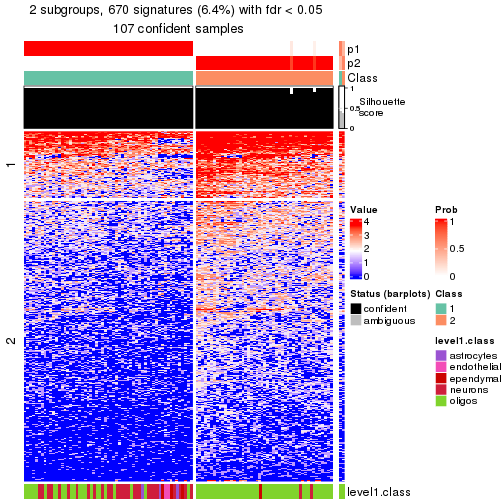 2 subgroups, 670 signatures (6.4%) with fdr < 0.05
107 confident samples
p1
p2
Class
1
0.5
0
Silhouette
score
1
2
Value
4
3
2
1
0
Prob
1
0.5
0
Status (barplots)
confident
ambiguous
Class
1
2
level1.class
astrocytes
endothelial
ependymal
neurons
oligos
level1.class